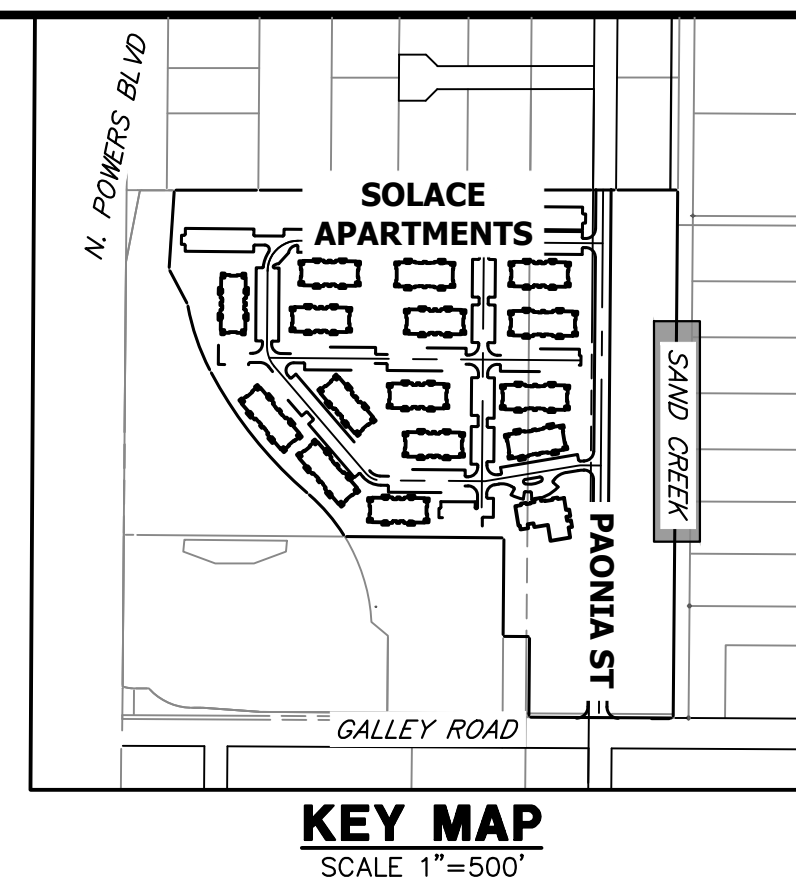 N. POWERS BLVD
SOLACE
APARTMENTS
SAND CREEK
PAONIA ST
GALLEY ROAD
KEY MAP
SCALE 1"=500'